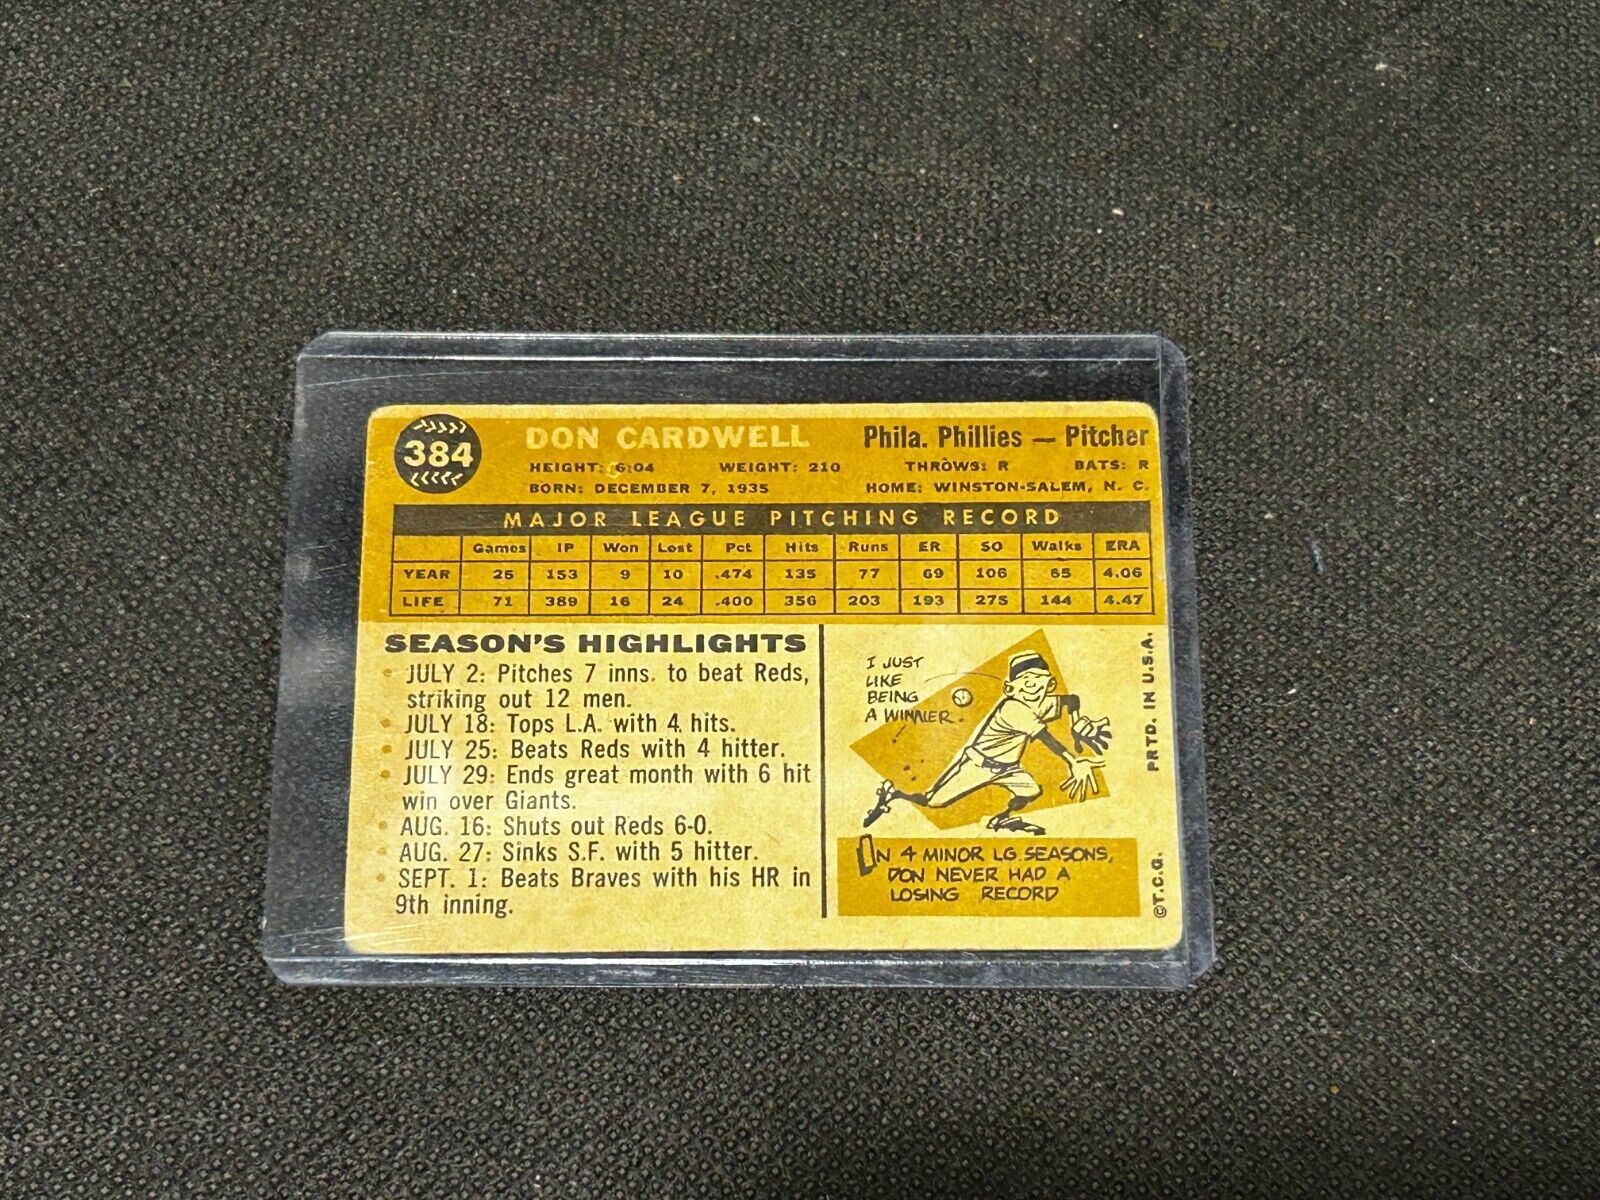 384
DON CARDWELL Phila. Phillies — Pitcher
HEIGHT: 6:04 WEIGHT: 210 THROWS: R BATS: R
BORN: DECEMBER 7, 1935 HOME: WINSTON-SALEM, N. C.
MAJOR LEAGUE PITCHING RECORD
Games IP Won Lost Pct Hits Runs ER SO Walks ERA
YEAR 25 153 9 10 .474 135 77 69 106 65 4.06
LIFE 71 389 16 24 .400 356 203 193 275 144 4.47
SEASON'S HIGHLIGHTS
• JULY 2: Pitches 7 inns. to beat Reds,
striking out 12 men.
• JULY 18: Tops L.A. with 4 hits.
• JULY 25: Beats Reds with 4 hitter.
• JULY 29: Ends great month with 6 hit
win over Giants.
• AUG. 16: Shuts out Reds 6-0.
• AUG. 27: Sinks S.F. with 5 hitter.
• SEPT. 1: Beats Braves with his HR in
9th inning.
I JUST
LIKE
BEING
A WINNER.
IN 4 MINOR LG. SEASONS,
DON NEVER HAD A
LOSING RECORD
©T.C.G. PRTD. IN U.S.A.